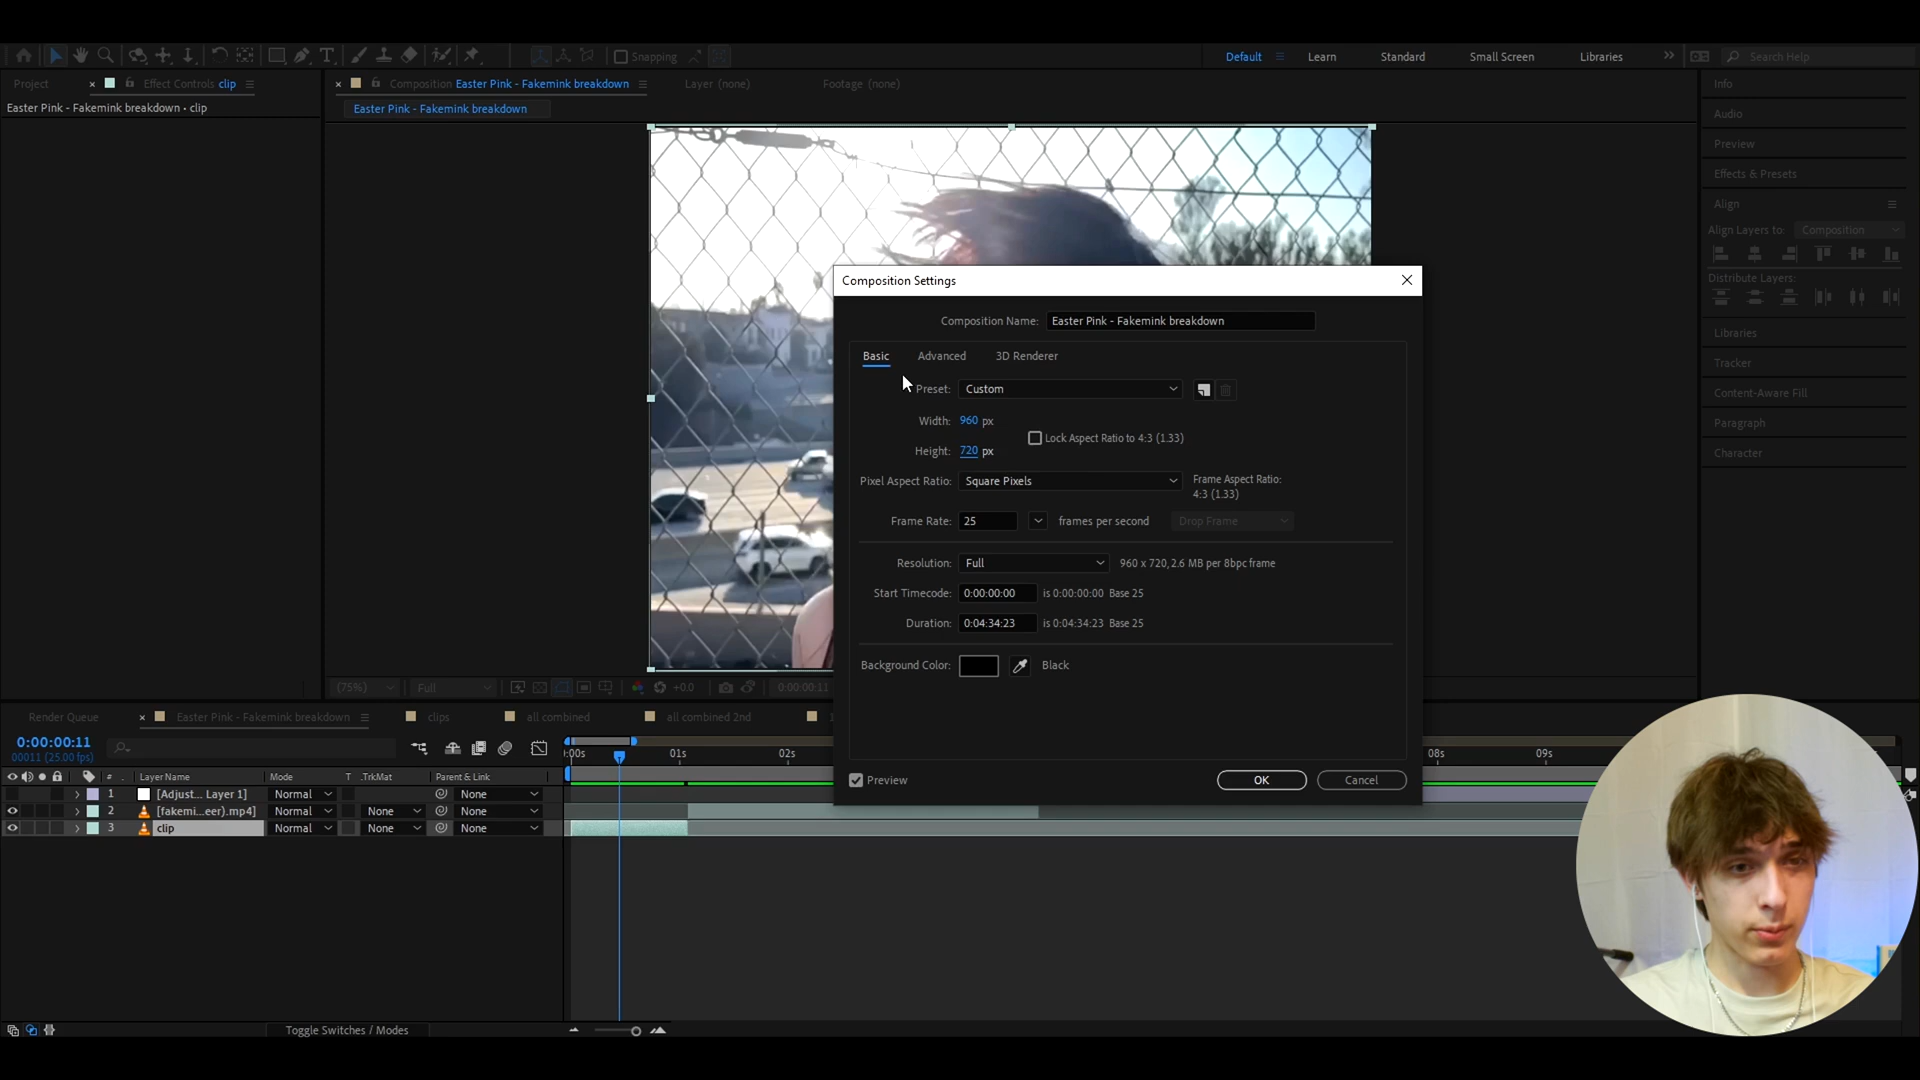 Snapping
Default
Learn
Standard
Small Screen
Libraries
Search Help
Project
Effect Controls clip
Composition Easter Pink - Fakemink breakdown
Layer (none)
Footage (none)
Easter Pink - Fakemink breakdown • clip
Easter Pink - Fakemink breakdown
Info
Audio
Preview
Effects & Presets
Align
Align Layers to: Composition
Distribute Layers:
Libraries
Tracker
Content-Aware Fill
Paragraph
Character
Composition Settings
Composition Name: Easter Pink - Fakemink breakdown
Basic
Advanced
3D Renderer
Preset: Custom
Width: 960 px
Lock Aspect Ratio to 4:3 (1.33)
Height: 720 px
Pixel Aspect Ratio: Square Pixels
Frame Aspect Ratio:
4:3 (1.33)
Frame Rate: 25 frames per second Drop Frame
Resolution: Full 960 x 720, 2.6 MB per 8bpc frame
Start Timecode: 0:00:00:00 is 0:00:00:00 Base 25
Duration: 0:04:34:23 is 0:04:34:23 Base 25
Background Color: Black
Preview
OK
Cancel
(75%)
Full
+0.0
0:00:00:11
Render Queue
Easter Pink - Fakemink breakdown
clips
all combined
all combined 2nd
1
0:00:00:11
00011 (25.00 fps)
:00s
01s
02s
08s
09s
# . Layer Name Mode T .TrkMat Parent & Link
1 [Adjust... Layer 1] Normal None
2 [fakemi...eer).mp4] Normal None None
3 clip Normal None None
Toggle Switches / Modes